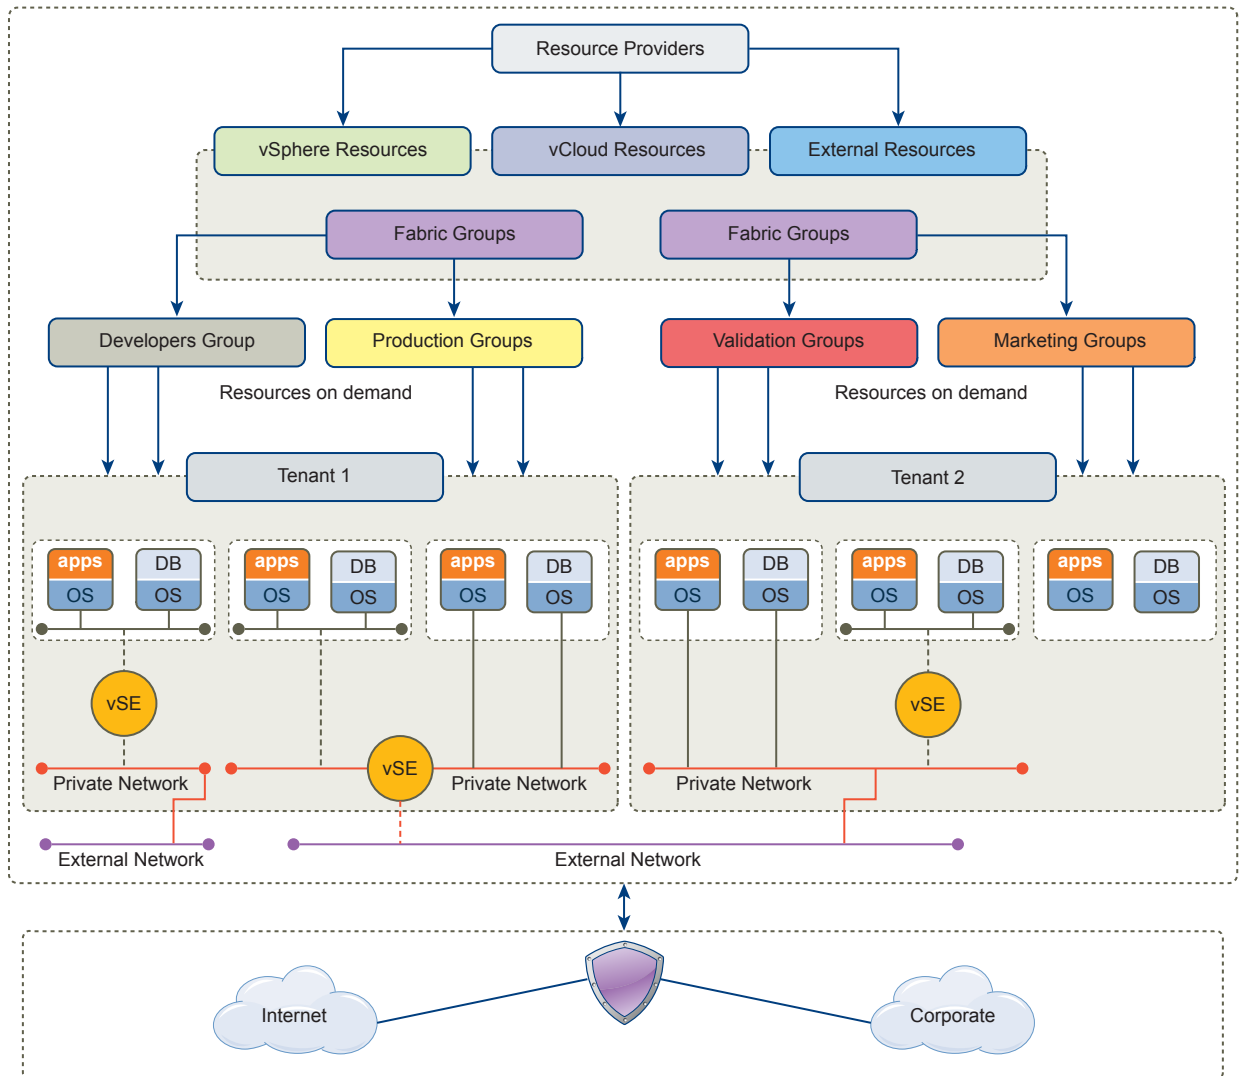 Resource Providers
vSphere Resources
vCloud Resources
External Resources
Fabric Groups
Fabric Groups
Developers Group
Production Groups
Validation Groups
Marketing Groups
Resources on demand
Resources on demand
Tenant 1
Tenant 2
apps
DB
apps
DB
apps
DB
apps
DB
apps
DB
apps
DB
OS
OS
OS
OS
OS
OS
OS
OS
OS
OS
OS
OS
vSE
vSE
vSE
Private Network
Private Network
Private Network
External Network
External Network
Internet
Corporate